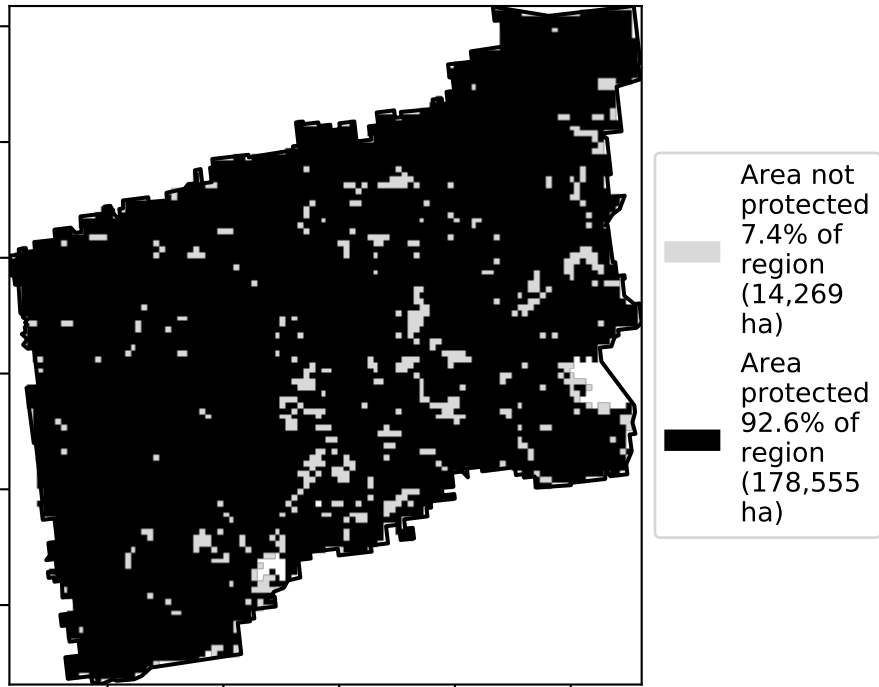 Area not
protected
7.4% of
region
(14,269
ha)
Area
protected
92.6% of
region
(178,555
ha)